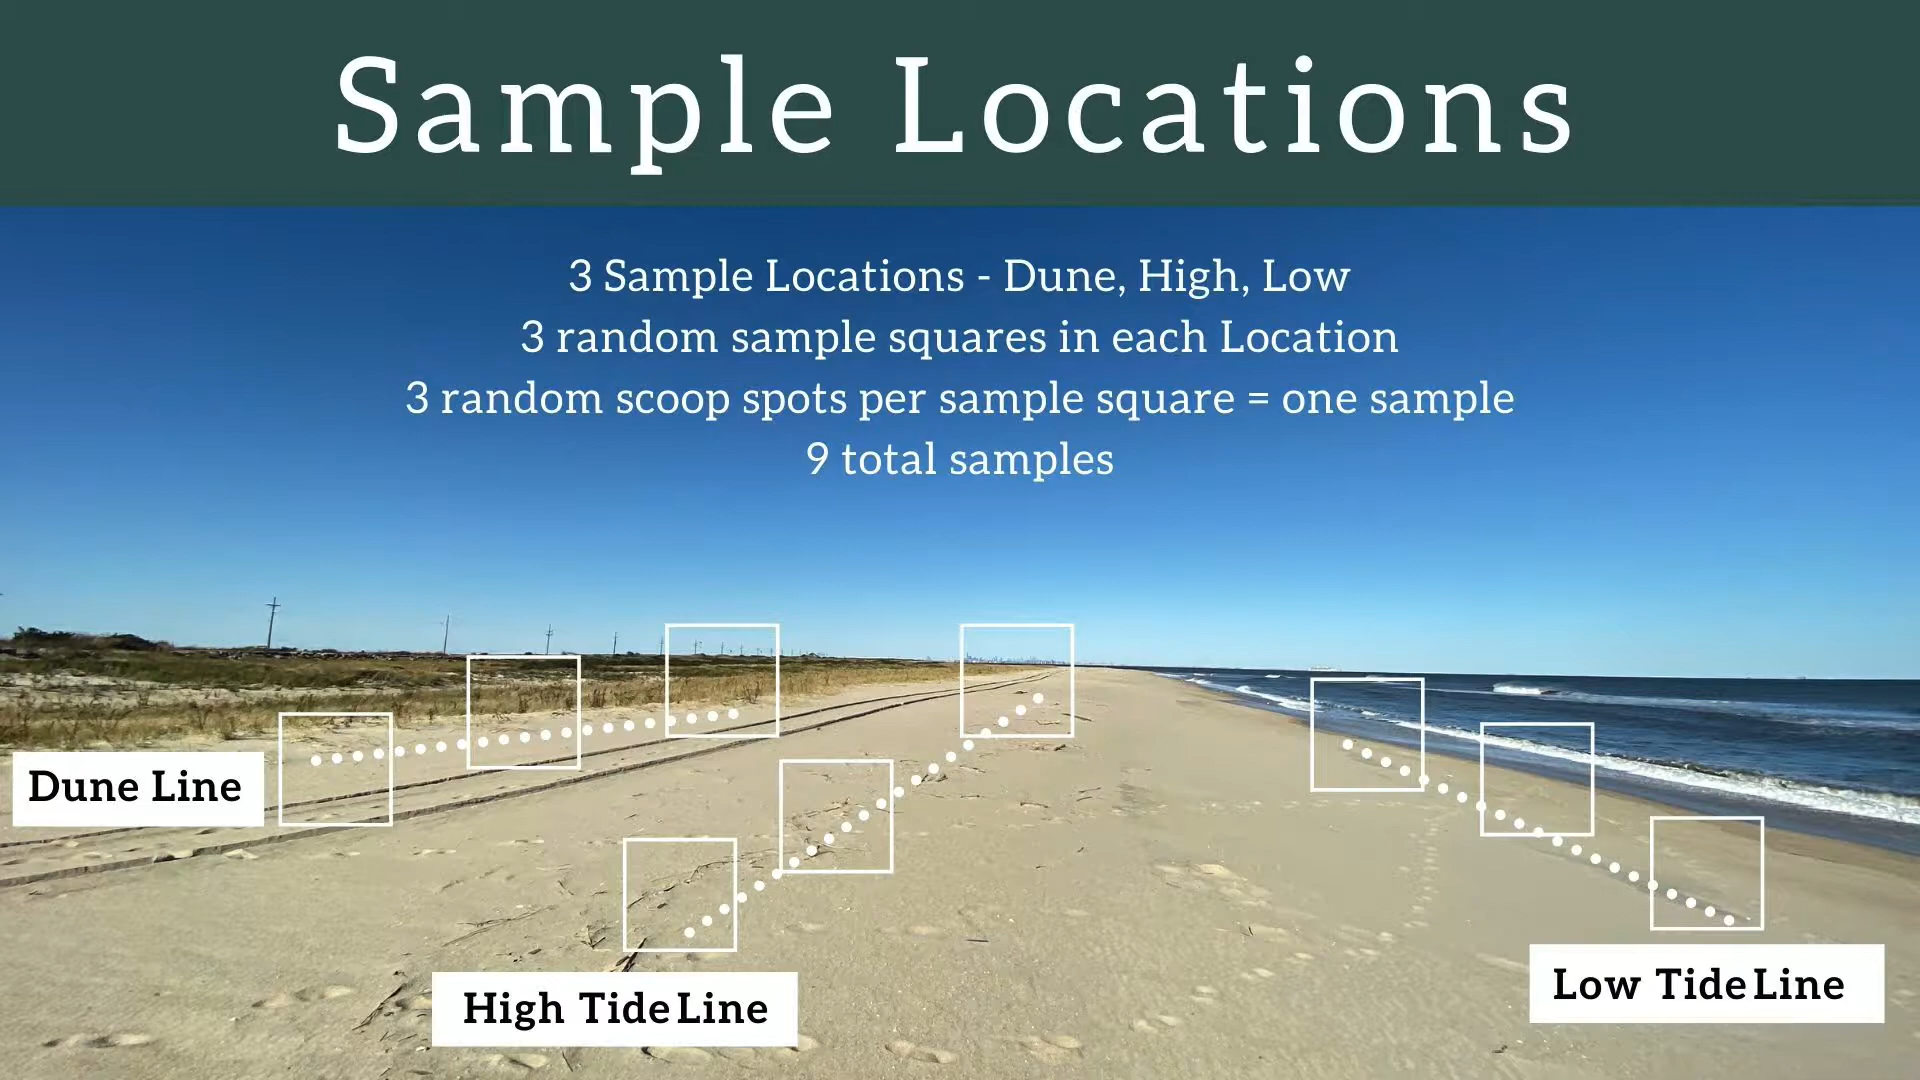 Sample Locations
3 Sample Locations - Dune, High, Low
3 random sample squares in each Location
3 random scoop spots per sample square = one sample
9 total samples
Dune Line
High Tide Line
Low Tide Line